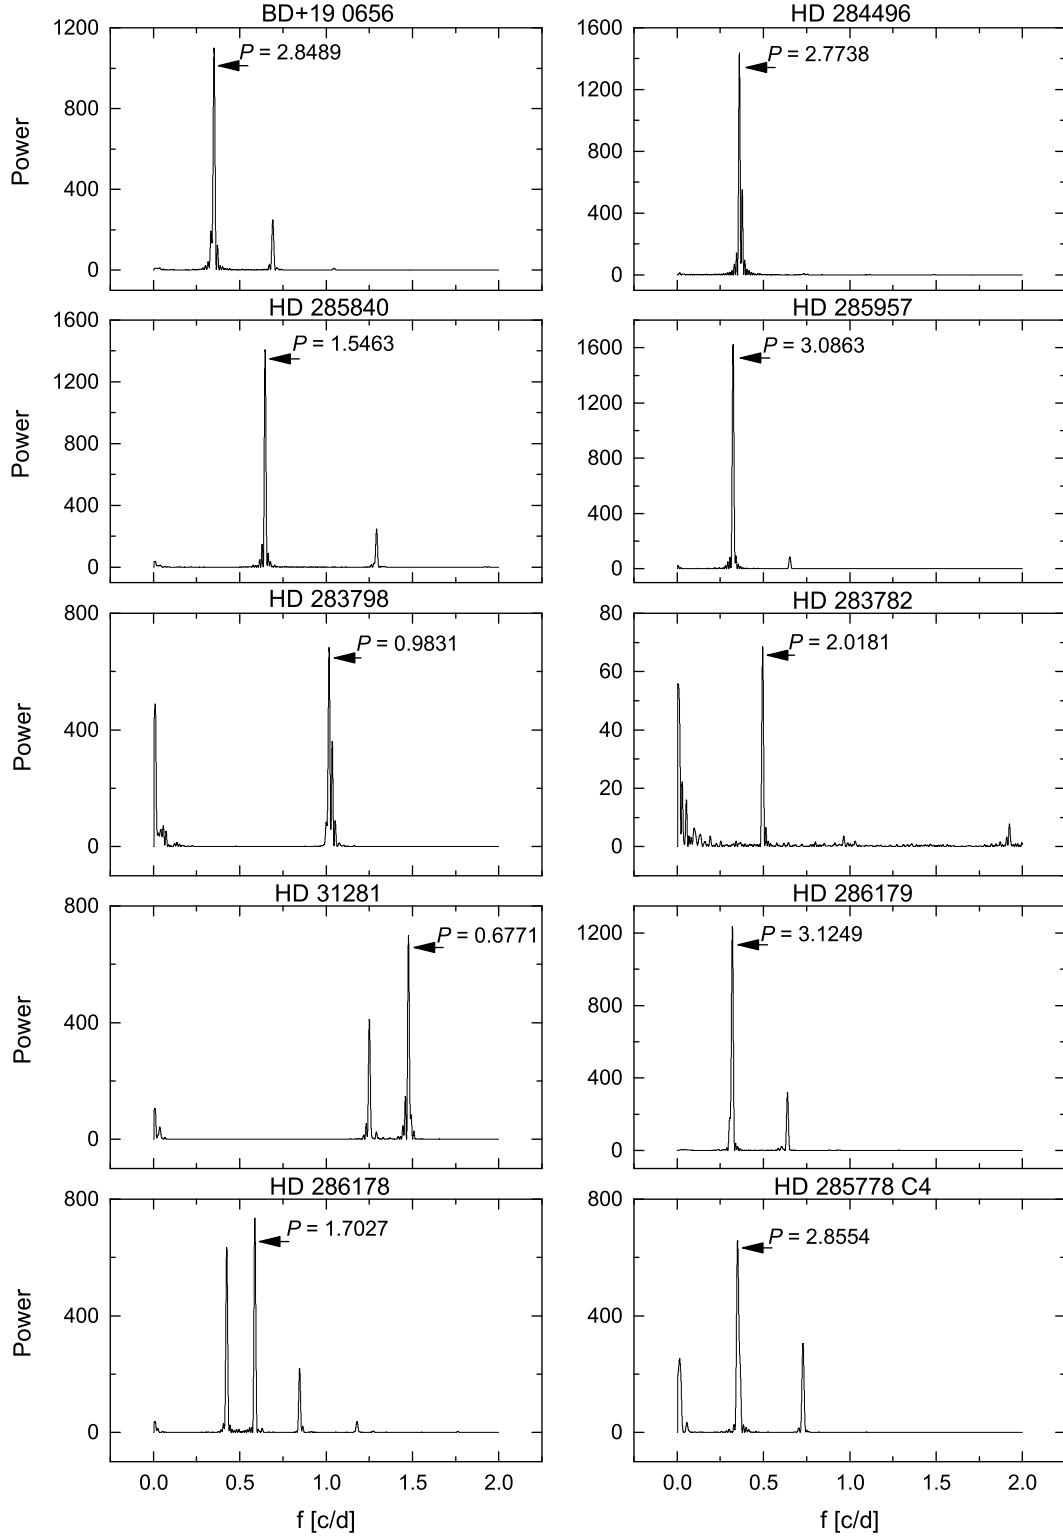 BD+19 0656
HD 284496
1200
800
400
0
Power
P = 2.8489
1600
1200
800
400
0
P = 2.7738
HD 285840
HD 285957
1600
1200
800
400
0
Power
P = 1.5463
1600
1200
800
400
0
P = 3.0863
HD 283798
HD 283782
800
400
0
Power
P = 0.9831
80
60
40
20
0
P = 2.0181
HD 31281
HD 286179
800
400
0
Power
P = 0.6771
1200
800
400
0
P = 3.1249
HD 286178
HD 285778 C4
800
400
0
Power
P = 1.7027
800
400
0
P = 2.8554
0.0 0.5 1.0 1.5 2.0
0.0 0.5 1.0 1.5 2.0
f [c/d]
f [c/d]